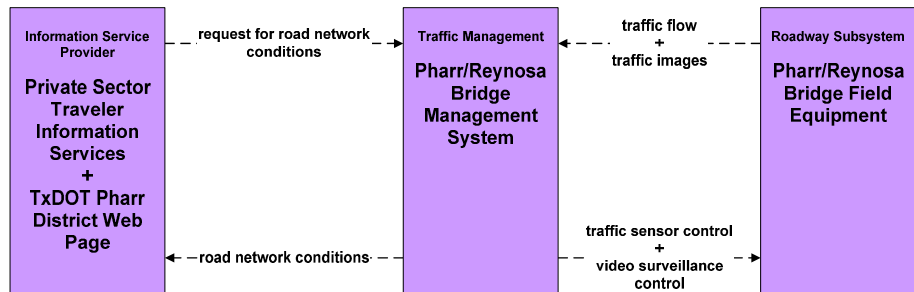 Information Service
Provider
Private Sector
Traveler
Information
Services
+
TxDOT Pharr
District Web
Page
request for road network
conditions
road network conditions
Traffic Management
Pharr/Reynosa
Bridge
Management
System
traffic flow
+
traffic images
traffic sensor control
+
video surveillance
control
Roadway Subsystem
Pharr/Reynosa
Bridge Field
Equipment